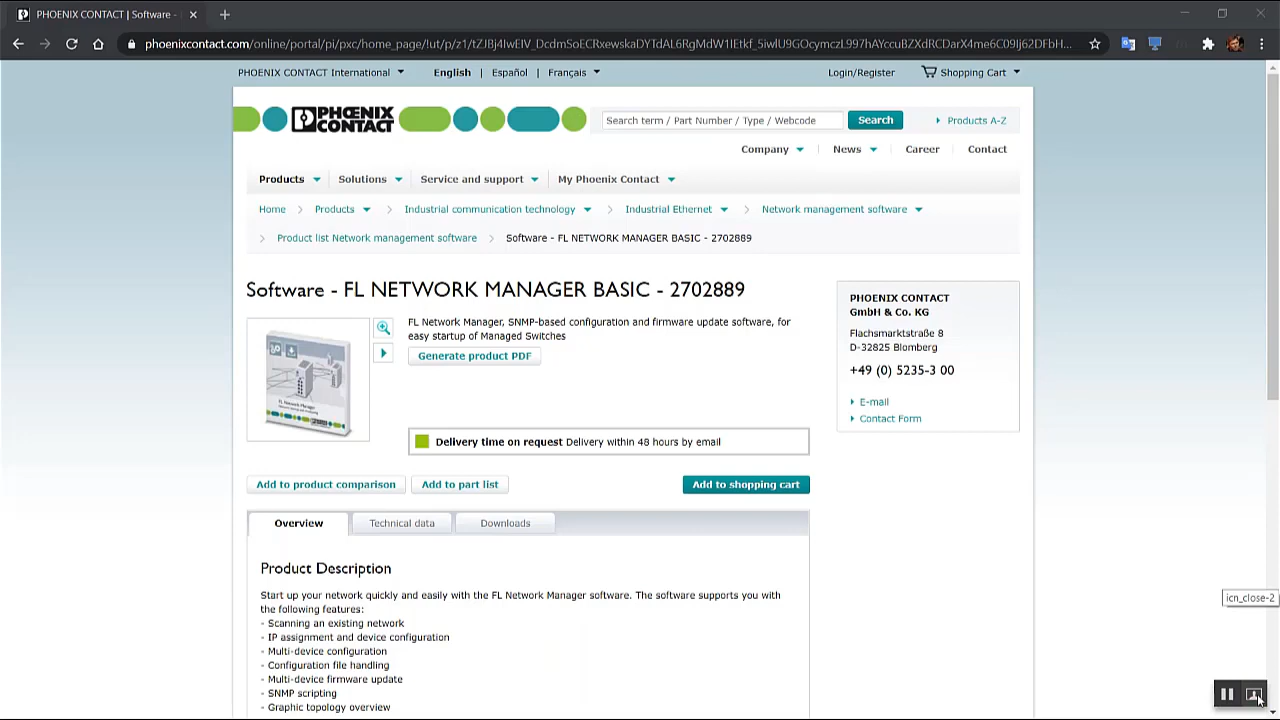 PHOENIX CONTACT | Software -
phoenixcontact.com/online/portal/pi/pxc/home_page/!ut/p/z1/tZJBj4IwEIV_DcdmSoECRxewskaDYTdAL6RgMdW1IEtkf_5iwlU9GOcymczL997hAYccuBZXdRCDarX4me6C09Ij62DFbH...
PHOENIX CONTACT International
English | Español | Français
Login/Register
Shopping Cart
PHOENIX
CONTACT
Search term / Part Number / Type / Webcode
Search
Products A-Z
Company
News
Career
Contact
Products
Solutions
Service and support
My Phoenix Contact
Home
Products
Industrial communication technology
Industrial Ethernet
Network management software
Product list Network management software
Software - FL NETWORK MANAGER BASIC - 2702889
Software - FL NETWORK MANAGER BASIC - 2702889
FL Network Manager, SNMP-based configuration and firmware update software, for
easy startup of Managed Switches
Generate product PDF
FL Network Manager
Delivery time on request Delivery within 48 hours by email
Add to product comparison
Add to part list
Add to shopping cart
PHOENIX CONTACT
GmbH & Co. KG
Flachsmarktstraße 8
D-32825 Blomberg
+49 (0) 5235-3 00
E-mail
Contact Form
Overview
Technical data
Downloads
Product Description
Start up your network quickly and easily with the FL Network Manager software. The software supports you with
the following features:
- Scanning an existing network
- IP assignment and device configuration
- Multi-device configuration
- Configuration file handling
- Multi-device firmware update
- SNMP scripting
- Graphic topology overview
icn_close-2